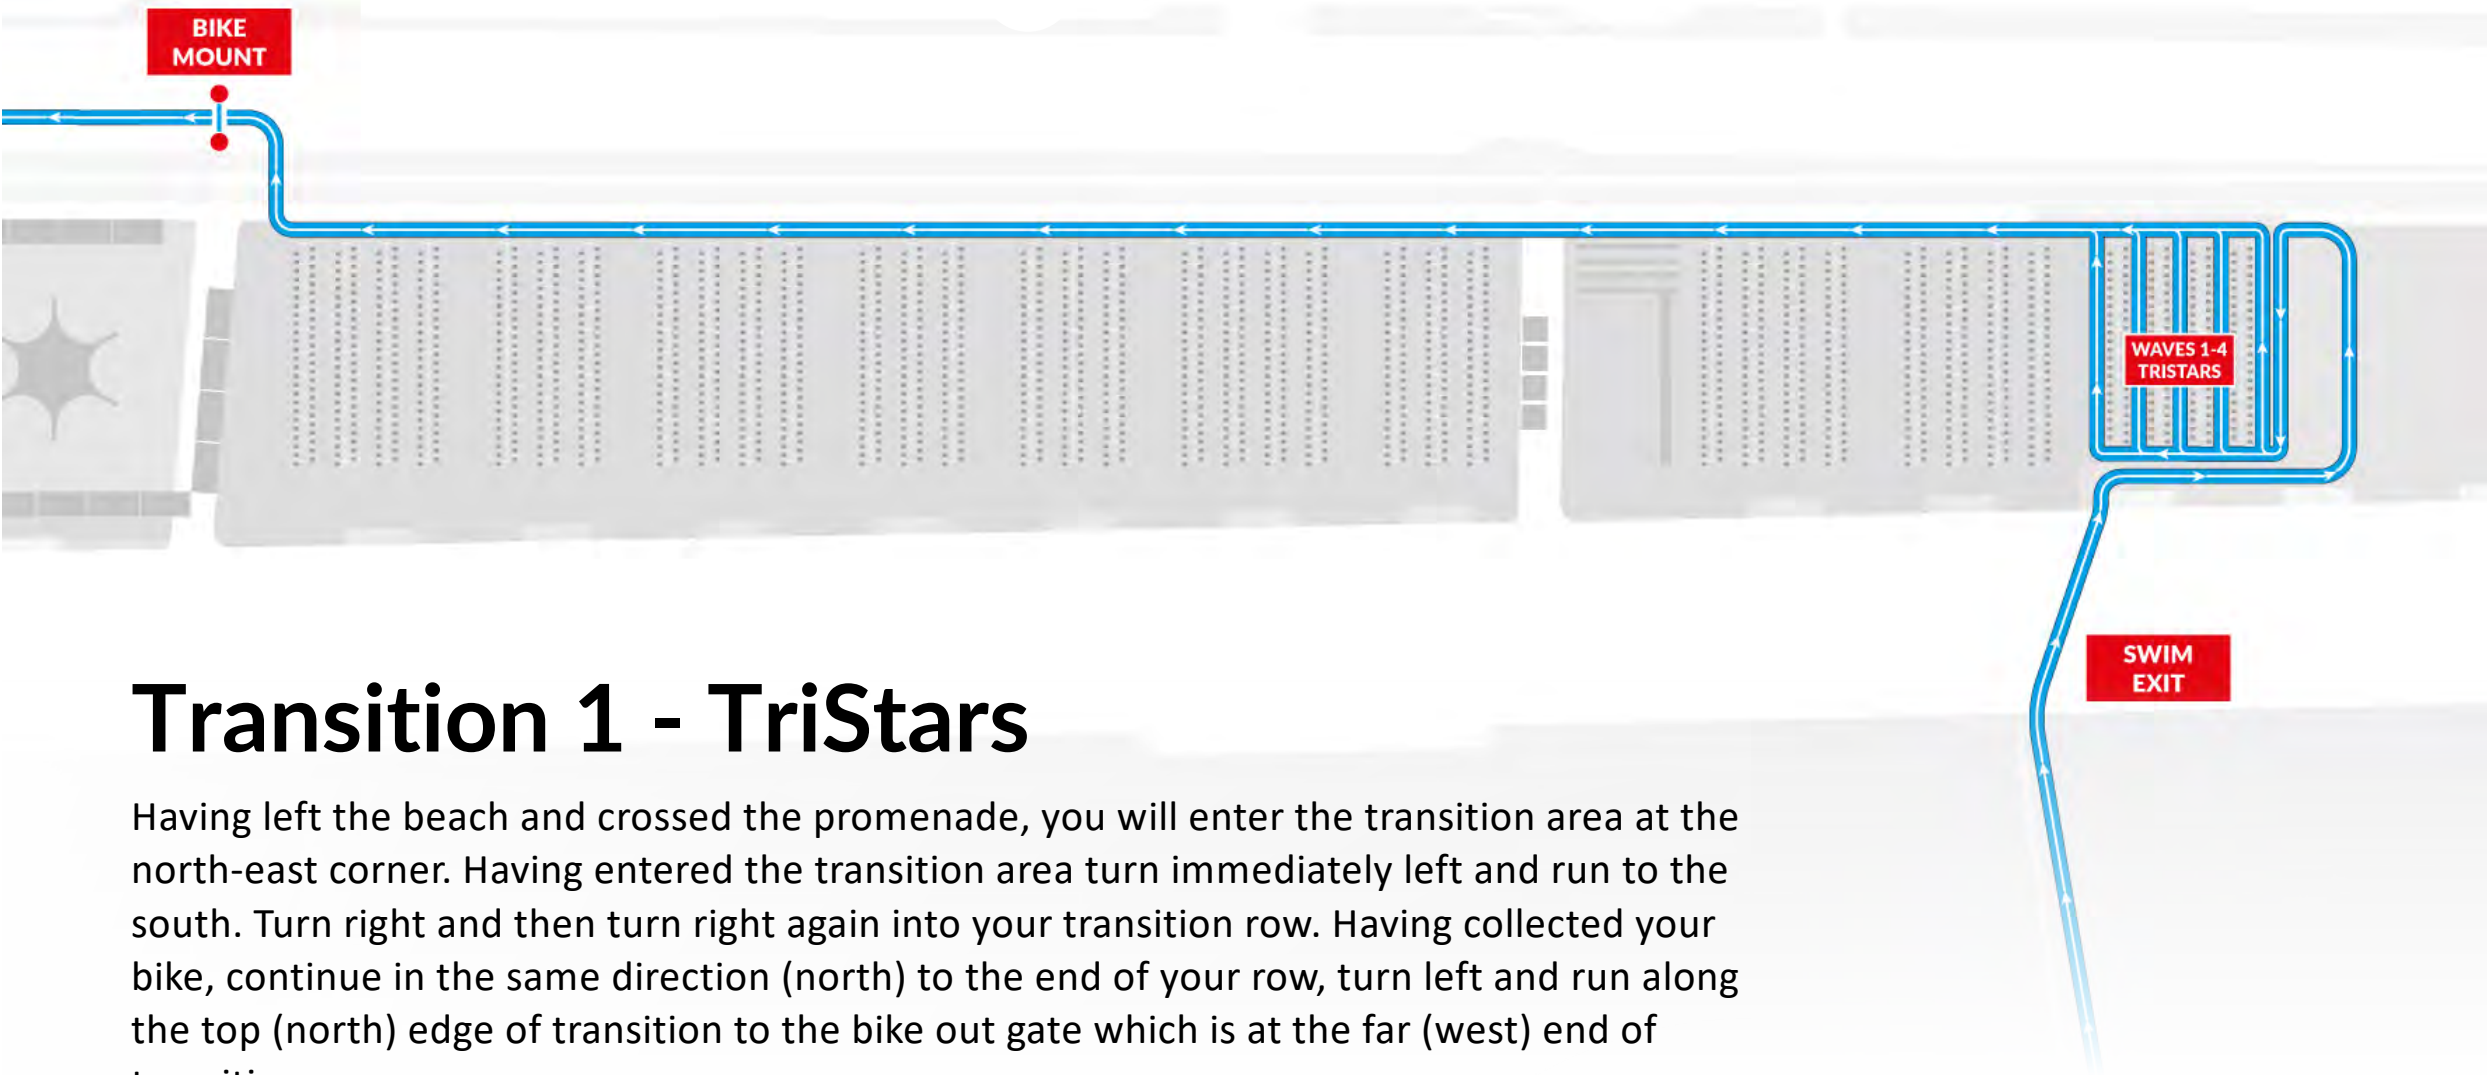 BIKE
MOUNT
WAVES 1-4
TRISTARS
SWIM
EXIT
Transition 1 - TriStars
Having left the beach and crossed the promenade, you will enter the transition area at the
north-east corner. Having entered the transition area turn immediately left and run to the
south. Turn right and then turn right again into your transition row. Having collected your
bike, continue in the same direction (north) to the end of your row, turn left and run along
the top (north) edge of transition to the bike out gate which is at the far (west) end of